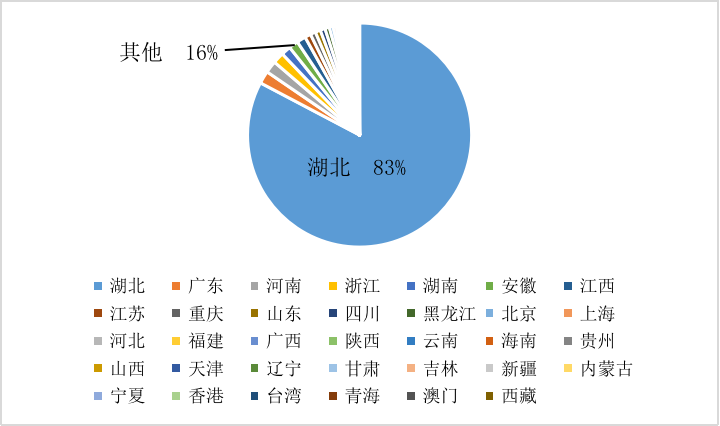 其他 16%
湖北 83%
湖北 广东 河南 浙江 湖南 安徽 江西
江苏 重庆 山东 四川 黑龙江 北京 上海
河北 福建 广西 陕西 云南 海南 贵州
山西 天津 辽宁 甘肃 吉林 新疆 内蒙古
宁夏 香港 台湾 青海 澳门 西藏